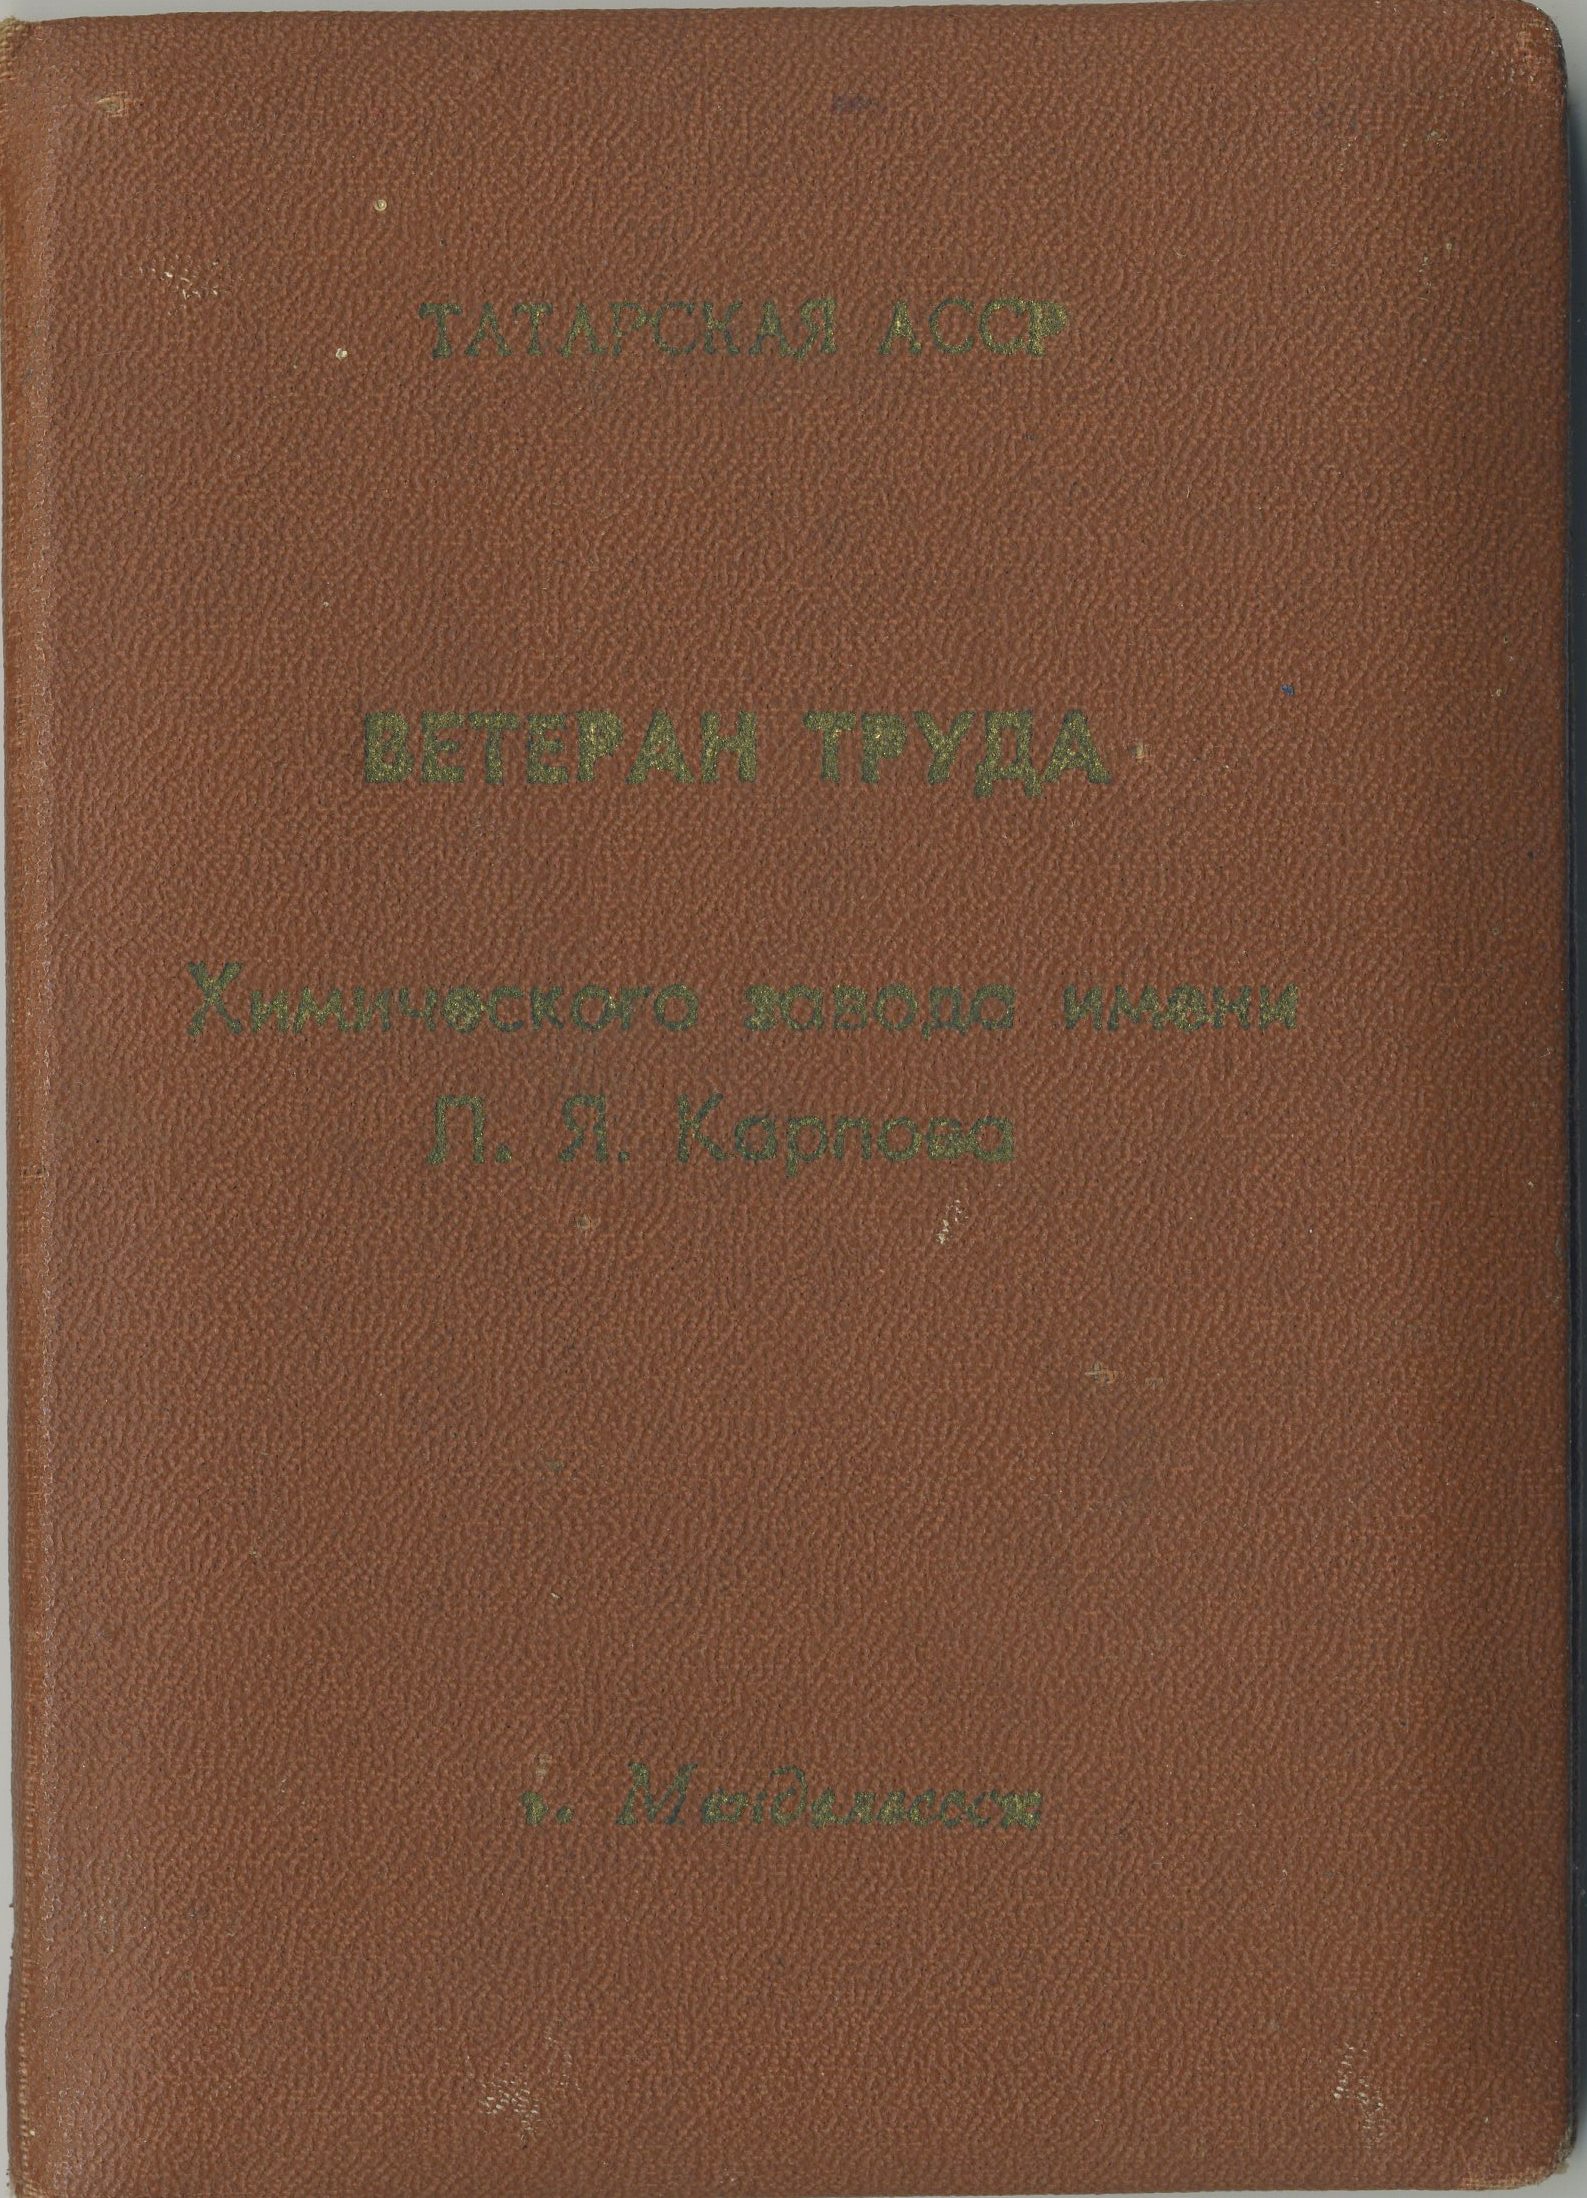 ТАТАРСКАЯ АССР
ВЕТЕРАН ТРУДА
Химического завода имени
Л. Я. Карпова
г. Менделеевск